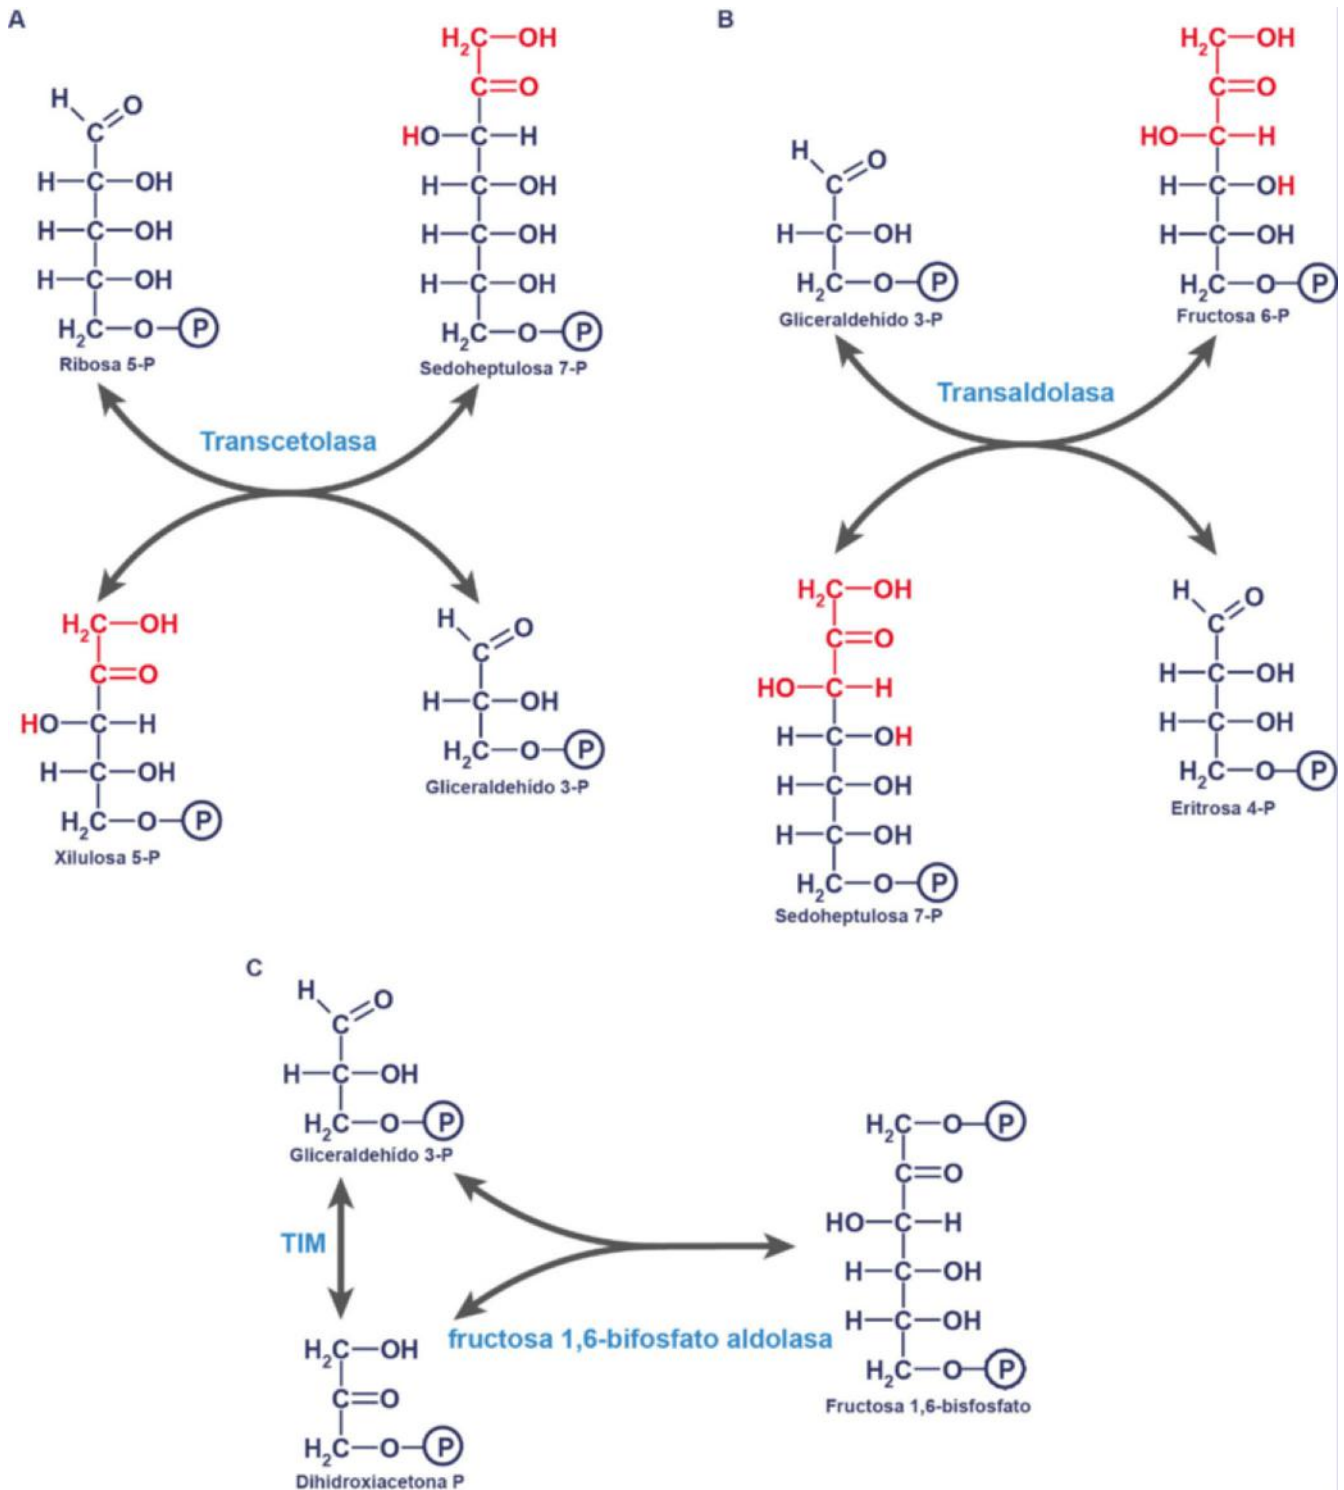 A
H
O
C
H—C—OH
H—C—OH
H—C—OH
H₂C—O—P
Ribosa 5-P
H₂C—OH
C=O
HO—C—H
H—C—OH
H—C—OH
H—C—OH
H₂C—O—P
Sedoheptulosa 7-P
Transcetolasa
H₂C—OH
C=O
HO—C—H
H—C—OH
H₂C—O—P
Xilulosa 5-P
H
O
C
H—C—OH
H₂C—O—P
Gliceraldehído 3-P
B
H
O
C
H—C—OH
H₂C—O—P
Gliceraldehido 3-P
H₂C—OH
C=O
HO—C—H
H—C—OH
H—C—OH
H₂C—O—P
Fructosa 6-P
Transaldolasa
H₂C—OH
C=O
HO—C—H
H—C—OH
H—C—OH
H—C—OH
H₂C—O—P
Sedoheptulosa 7-P
H
O
C
H—C—OH
H—C—OH
H₂C—O—P
Eritrosa 4-P
C
H
O
C
H—C—OH
H₂C—O—P
Gliceraldehído 3-P
TIM
H₂C—OH
C=O
H₂C—O—P
Dihidroxiacetona P
fructosa 1,6-bifosfato aldolasa
H₂C—O—P
C=O
HO—C—H
H—C—OH
H—C—OH
H₂C—O—P
Fructosa 1,6-bisfosfato